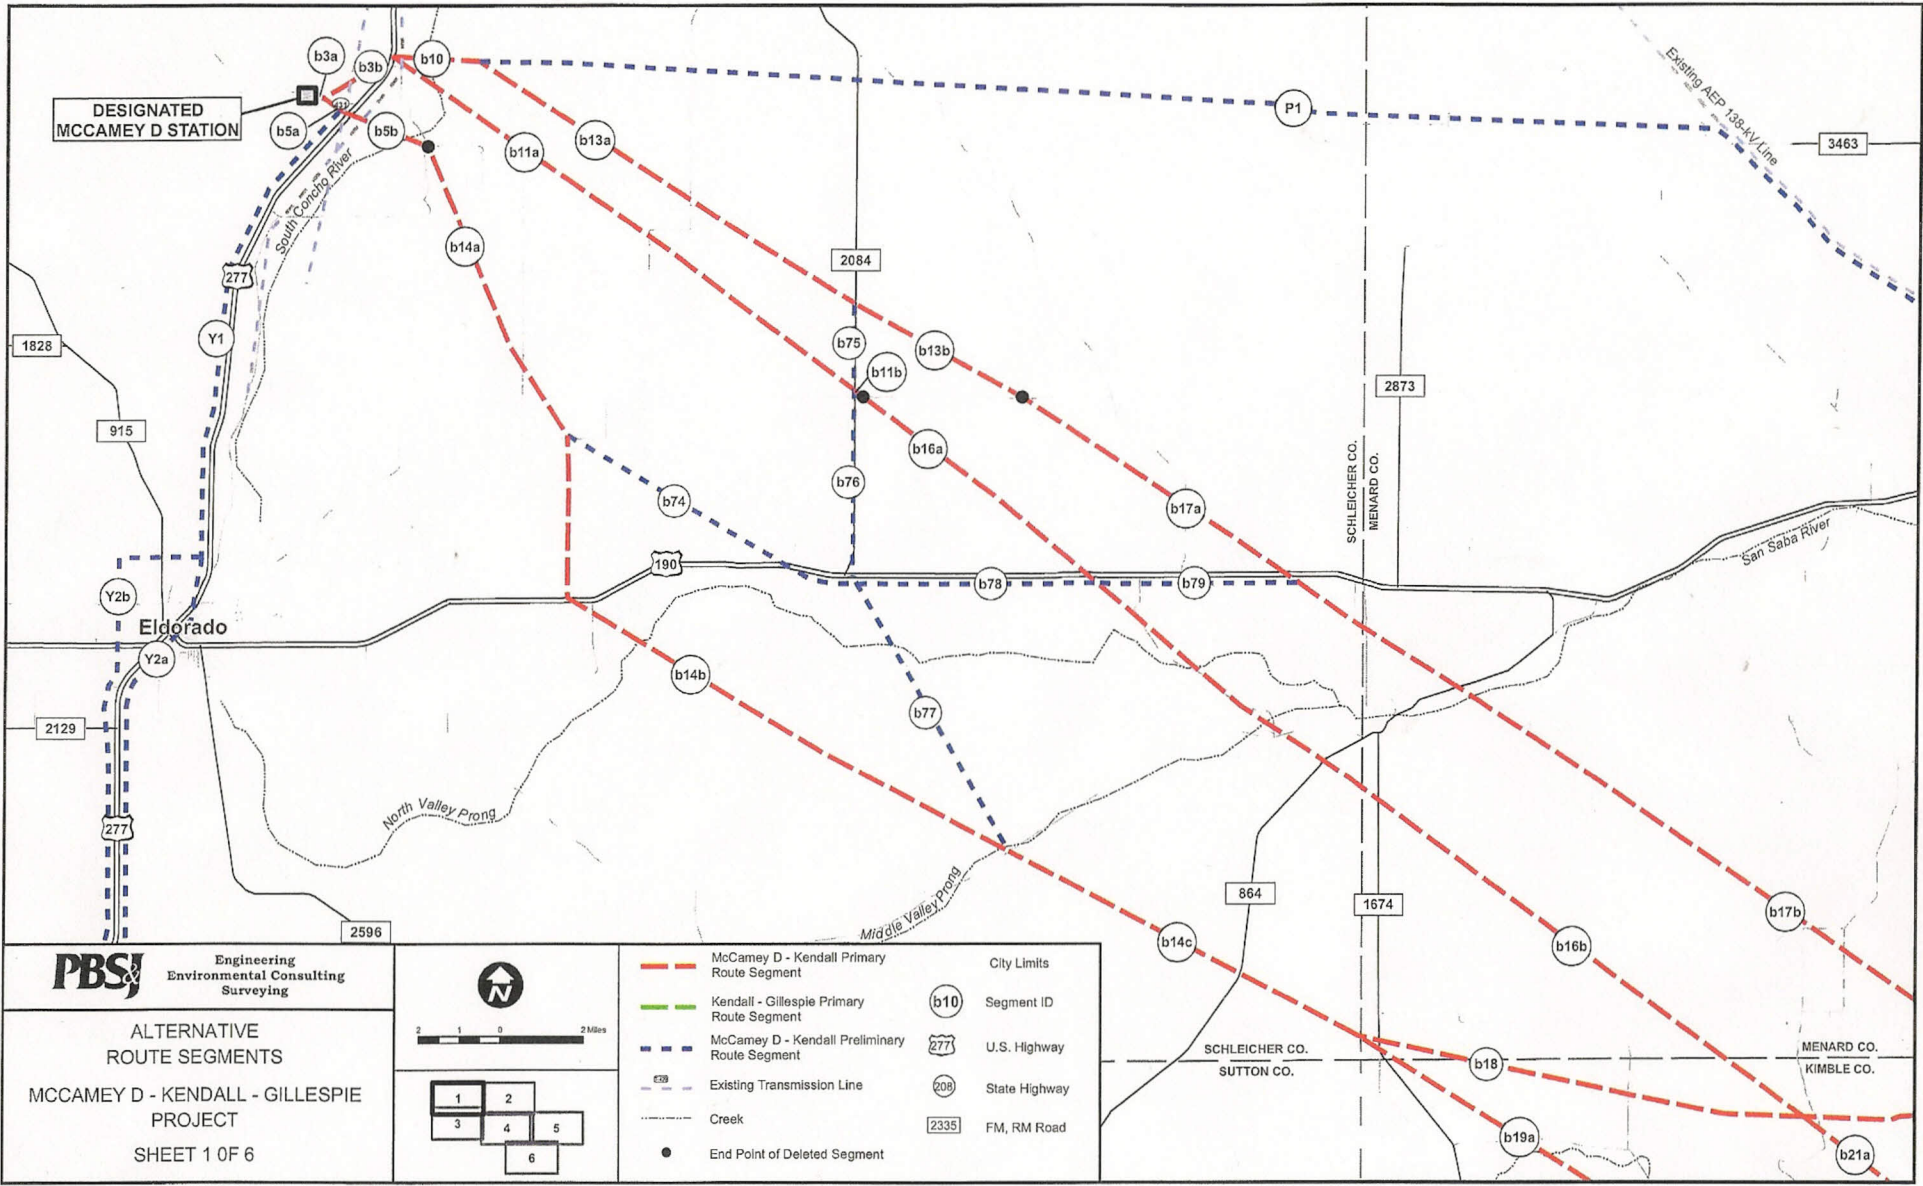 b3a
b3b
b10
DESIGNATED
MCCAMEY D STATION
b5a
b5b
b11a
b13a
P1
Existing AEP 138-kV Line
3463
South Concho River
b14a
277
2084
Y1
1828
b75
b13b
b11b
2873
915
b16a
SCHLEICHER CO.
MENARD CO.
b76
b74
b17a
San Saba River
190
b78
b79
Y2b
Eldorado
Y2a
b14b
b77
2129
North Valley Prong
277
Middle Valley Prong
864
1674
b17b
2596
b14c
b16b
SCHLEICHER CO.
SUTTON CO.
b18
MENARD CO.
KIMBLE CO.
b19a
b21a
PBS&J
Engineering
Environmental Consulting
Surveying
ALTERNATIVE
ROUTE SEGMENTS
MCCAMEY D - KENDALL - GILLESPIE
PROJECT
SHEET 1 OF 6
N
2 1 0 2 Miles
1 2
3 4 5
6
McCamey D - Kendall Primary
Route Segment
Kendall - Gillespie Primary
Route Segment
McCamey D - Kendall Preliminary
Route Segment
Existing Transmission Line
Creek
End Point of Deleted Segment
City Limits
b10 Segment ID
277 U.S. Highway
208 State Highway
2335 FM, RM Road